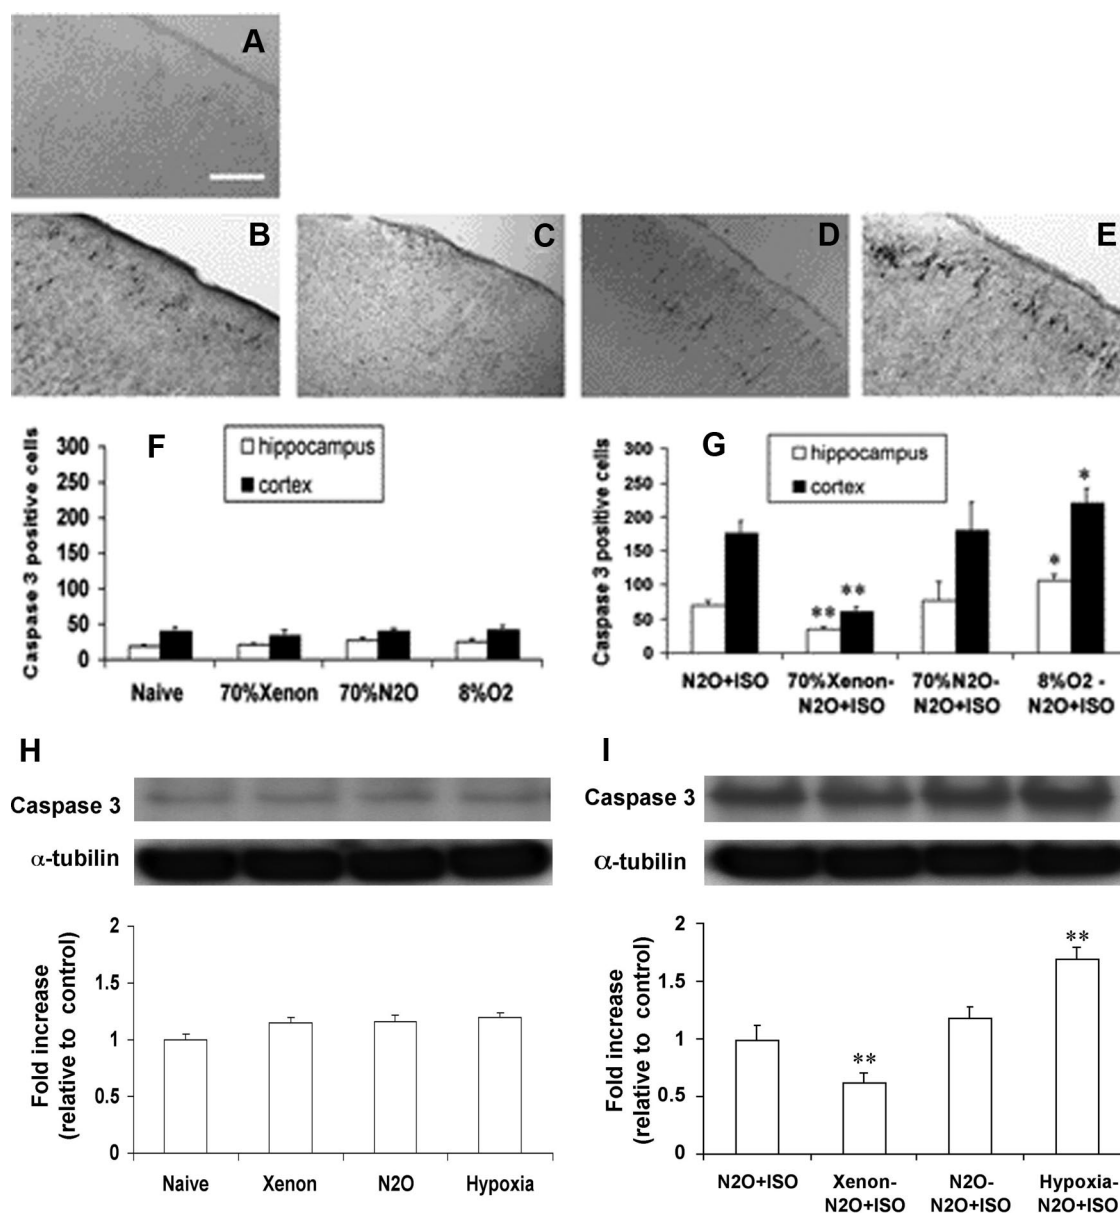 A
B
C
D
E
F
300
250
200
150
100
50
0
Caspase 3 positive cells
hippocampus
cortex
Naive
70%Xenon
70%N2O
8%O2
G
300
250
200
150
100
50
0
Caspase 3 positive cells
hippocampus
cortex
**
**
*
*
N2O+ISO
70%Xenon-
N2O+ISO
70%N2O-
N2O+ISO
8%O2 -
N2O+ISO
H
Caspase 3
α-tubilin
2
1.5
1
0.5
0
Fold increase
(relative to control)
Naive
Xenon
N2O
Hypoxia
I
Caspase 3
α-tubilin
2
1.5
1
0.5
0
Fold increase
(relative to control)
**
**
N2O+ISO
Xenon-
N2O+ISO
N2O-
N2O+ISO
Hypoxia-
N2O+ISO